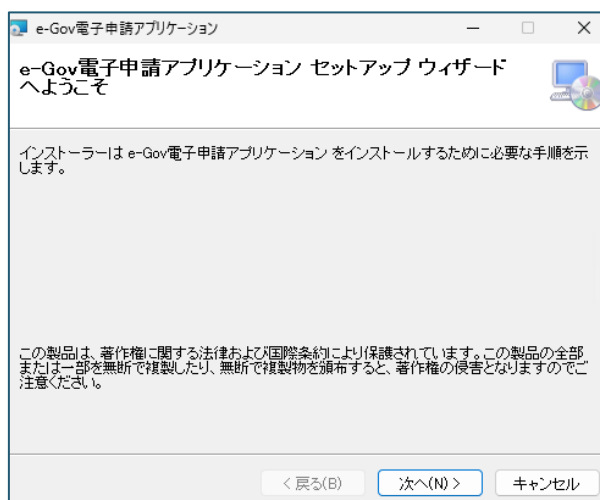 e-Gov電子申請アプリケーション
e-Gov電子申請アプリケーション セットアップ ウィザード
へようこそ
インストーラーは e-Gov電子申請アプリケーション をインストールするために必要な手順を示
します。
この製品は、著作権に関する法律および国際条約により保護されています。この製品の全部
または一部を無断で複製したり、無断で複製物を頒布すると、著作権の侵害となりますのでご
注意ください。
< 戻る(B)
次へ(N) >
キャンセル